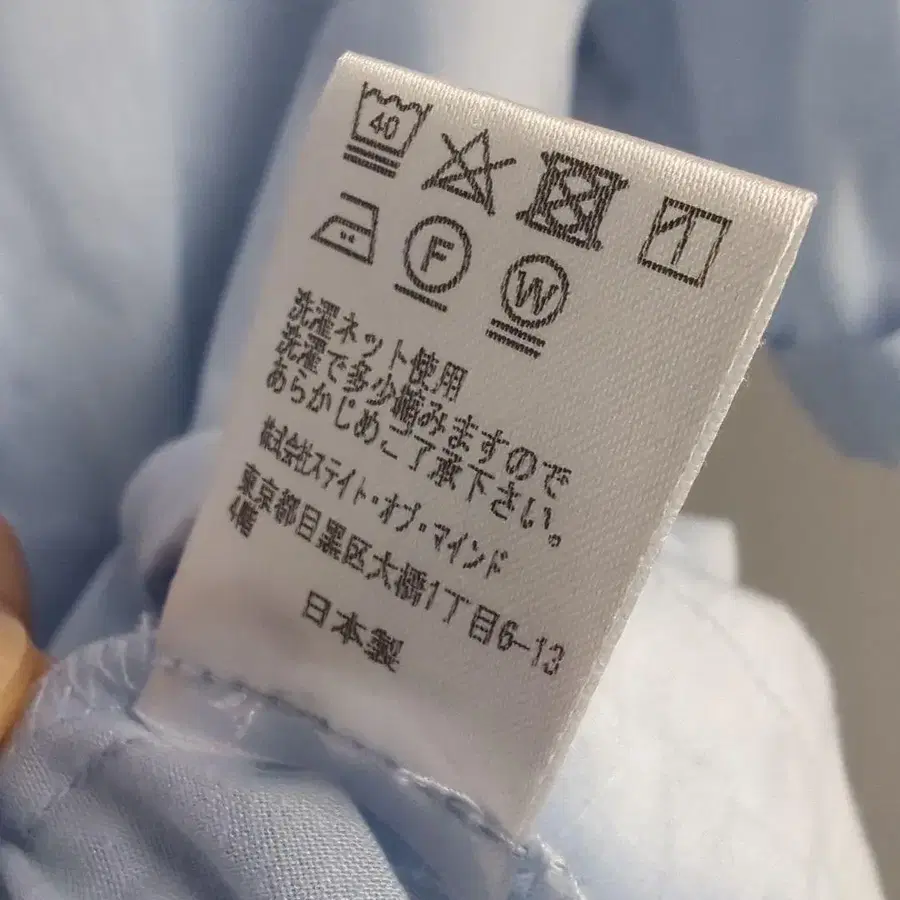 40
F
W
洗濯ネット使用
洗濯で多少縮みますので
あらかじめご了承下さい。
株式会社ステイト・オブ・マインド
東京都目黒区大橋1丁目6-13
4階
日本製